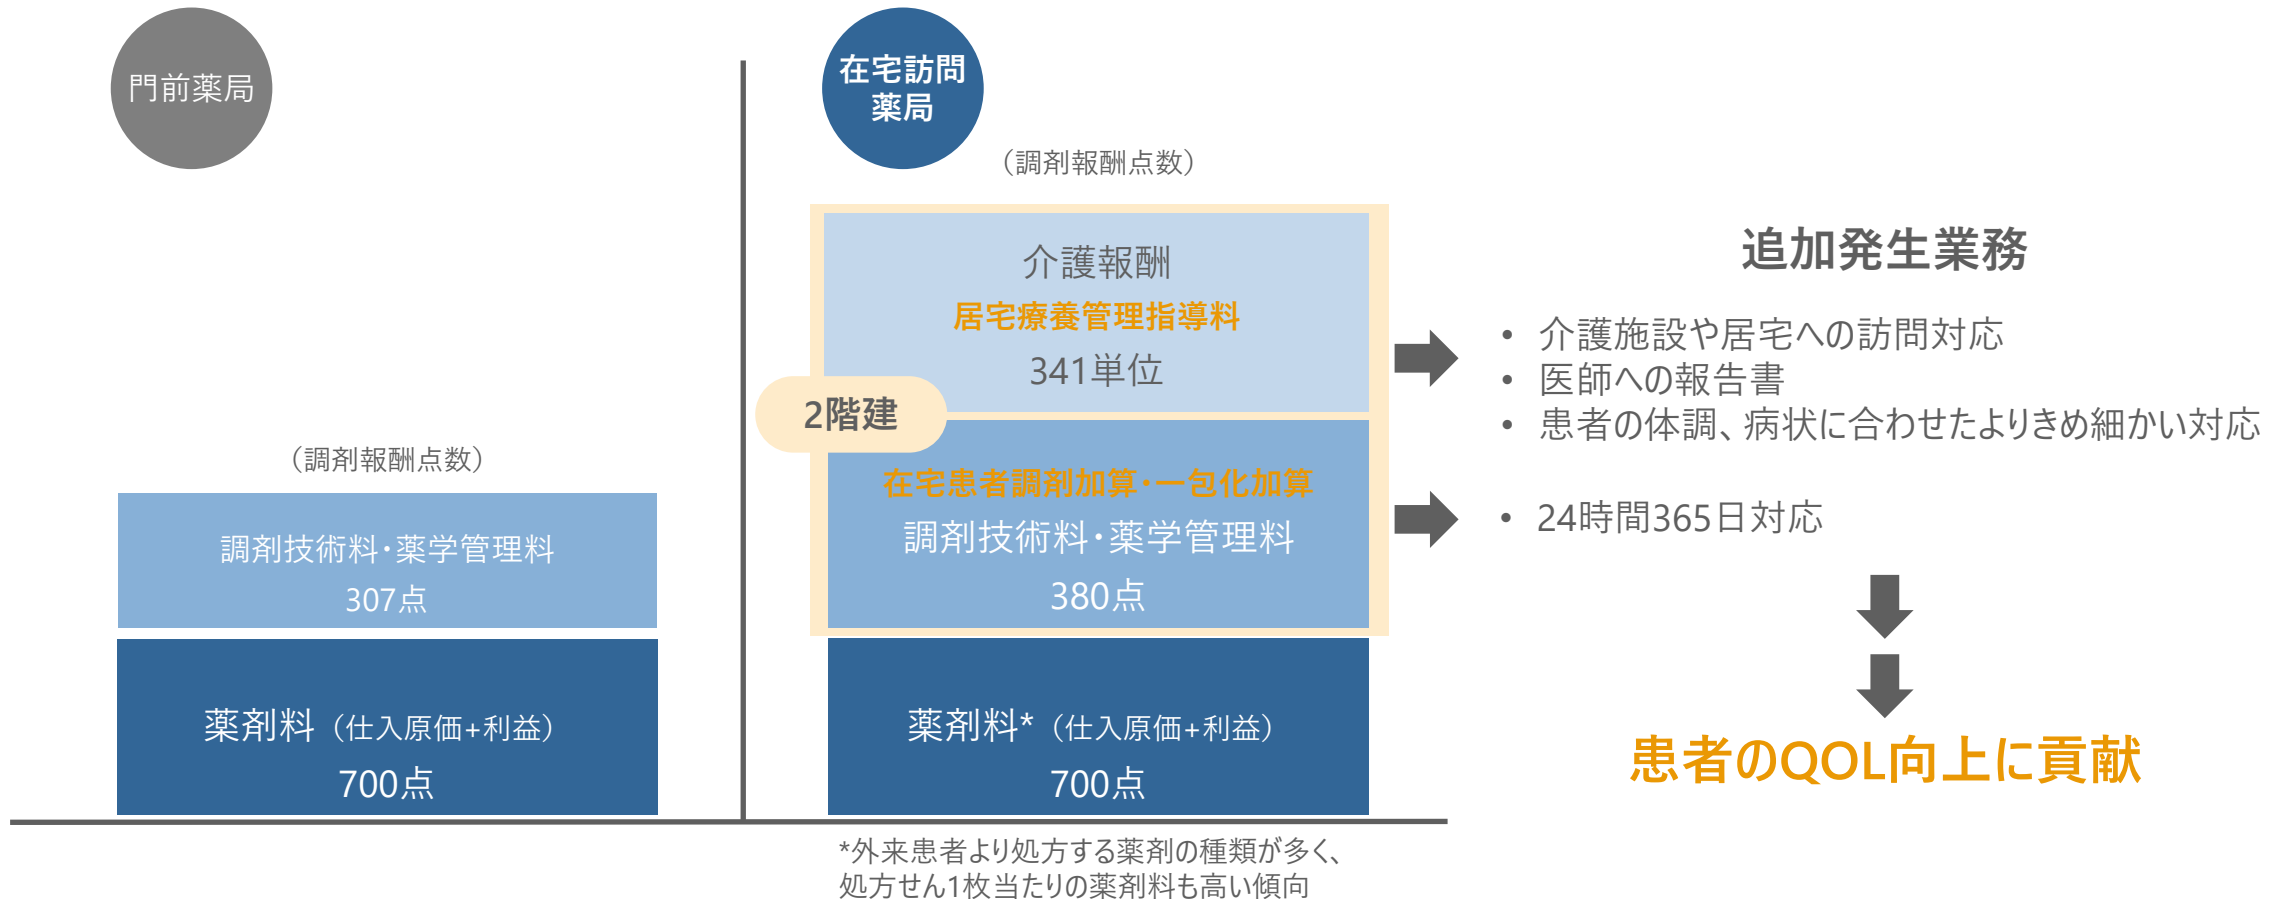 門前薬局
（調剤報酬点数）
調剤技術料・薬学管理料
307点
薬剤料（仕入原価+利益）
700点
在宅訪問
薬局
（調剤報酬点数）
介護報酬
居宅療養管理指導料
341単位
2階建
在宅患者調剤加算・一包化加算
調剤技術料・薬学管理料
380点
薬剤料*（仕入原価+利益）
700点
*外来患者より処方する薬剤の種類が多く、
処方せん1枚当たりの薬剤料も高い傾向
追加発生業務
• 介護施設や居宅への訪問対応
• 医師への報告書
• 患者の体調、病状に合わせたよりきめ細かい対応
• 24時間365日対応
患者のQOL向上に貢献